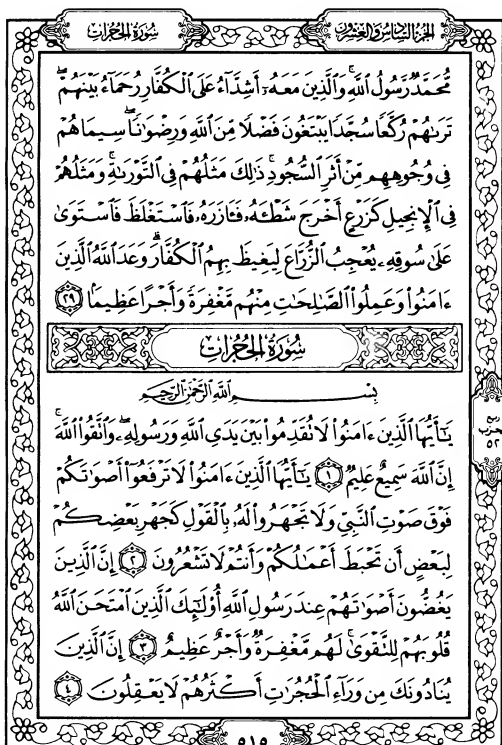 الجزء السادس والعشرون
سورة الحجرات
مُّحَمَّدٌ رَّسُولُ ٱللَّهِ وَٱلَّذِينَ مَعَهُۥٓ أَشِدَّآءُ عَلَى ٱلْكُفَّارِ رُحَمَآءُ بَيْنَهُمْ ۖ
تَرَىٰهُمْ رُكَّعًا سُجَّدًا يَبْتَغُونَ فَضْلًا مِّنَ ٱللَّهِ وَرِضْوَٰنًا ۖ سِيمَاهُمْ
فِى وُجُوهِهِم مِّنْ أَثَرِ ٱلسُّجُودِ ۚ ذَٰلِكَ مَثَلُهُمْ فِى ٱلتَّوْرَىٰةِ ۚ وَمَثَلُهُمْ
فِى ٱلْإِنجِيلِ كَزَرْعٍ أَخْرَجَ شَطْـَٔهُۥ فَـَٔازَرَهُۥ فَٱسْتَغْلَظَ فَٱسْتَوَىٰ
عَلَىٰ سُوقِهِۦ يُعْجِبُ ٱلزُّرَّاعَ لِيَغِيظَ بِهِمُ ٱلْكُفَّارَ ۗ وَعَدَ ٱللَّهُ ٱلَّذِينَ
ءَامَنُوا۟ وَعَمِلُوا۟ ٱلصَّٰلِحَٰتِ مِنْهُم مَّغْفِرَةً وَأَجْرًا عَظِيمًۢا ٢٩
سُورَةُ الْحُجُرَاتِ
بِسْمِ ٱللَّهِ ٱلرَّحْمَٰنِ ٱلرَّحِيمِ
يَٰٓأَيُّهَا ٱلَّذِينَ ءَامَنُوا۟ لَا تُقَدِّمُوا۟ بَيْنَ يَدَىِ ٱللَّهِ وَرَسُولِهِۦ ۖ وَٱتَّقُوا۟ ٱللَّهَ ۚ
إِنَّ ٱللَّهَ سَمِيعٌ عَلِيمٌ ١ يَٰٓأَيُّهَا ٱلَّذِينَ ءَامَنُوا۟ لَا تَرْفَعُوٓا۟ أَصْوَٰتَكُمْ
فَوْقَ صَوْتِ ٱلنَّبِىِّ وَلَا تَجْهَرُوا۟ لَهُۥ بِٱلْقَوْلِ كَجَهْرِ بَعْضِكُمْ
لِبَعْضٍ أَن تَحْبَطَ أَعْمَٰلُكُمْ وَأَنتُمْ لَا تَشْعُرُونَ ٢ إِنَّ ٱلَّذِينَ
يَغُضُّونَ أَصْوَٰتَهُمْ عِندَ رَسُولِ ٱللَّهِ أُو۟لَٰٓئِكَ ٱلَّذِينَ ٱمْتَحَنَ ٱللَّهُ
قُلُوبَهُمْ لِلتَّقْوَىٰ ۚ لَهُم مَّغْفِرَةٌ وَأَجْرٌ عَظِيمٌ ٣ إِنَّ ٱلَّذِينَ
يُنَادُونَكَ مِن وَرَآءِ ٱلْحُجُرَٰتِ أَكْثَرُهُمْ لَا يَعْقِلُونَ ٤
حزب
٥٢
٥١٥